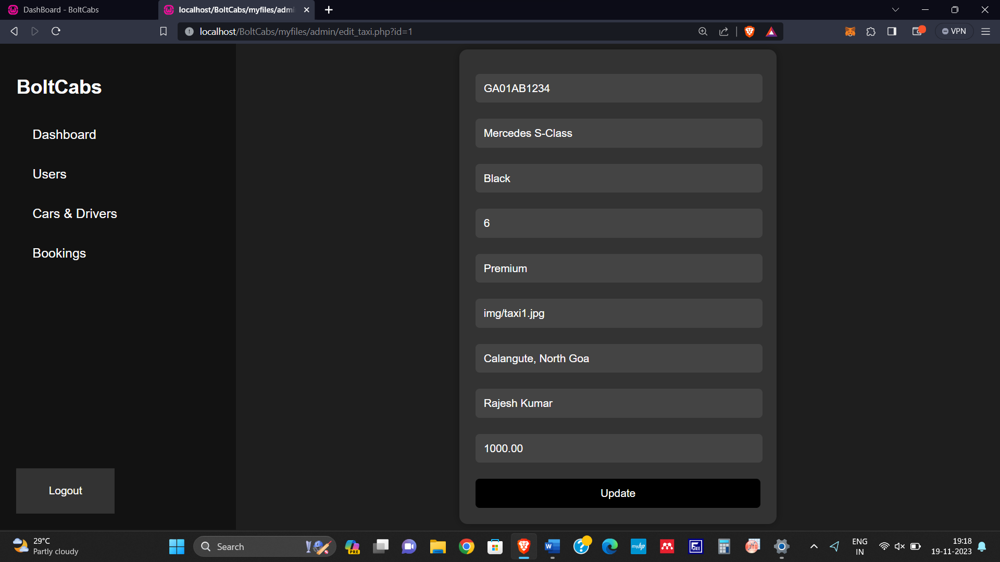 DashBoard - BoltCabs
localhost/BoltCabs/myfiles/admi
localhost/BoltCabs/myfiles/admin/edit_taxi.php?id=1
VPN
BoltCabs
Dashboard
Users
Cars & Drivers
Bookings
Logout
GA01AB1234
Mercedes S-Class
Black
6
Premium
img/taxi1.jpg
Calangute, North Goa
Rajesh Kumar
1000.00
Update
29°C
Partly cloudy
Search
PRE
W
myhp
ENG
IN
19:18
19-11-2023